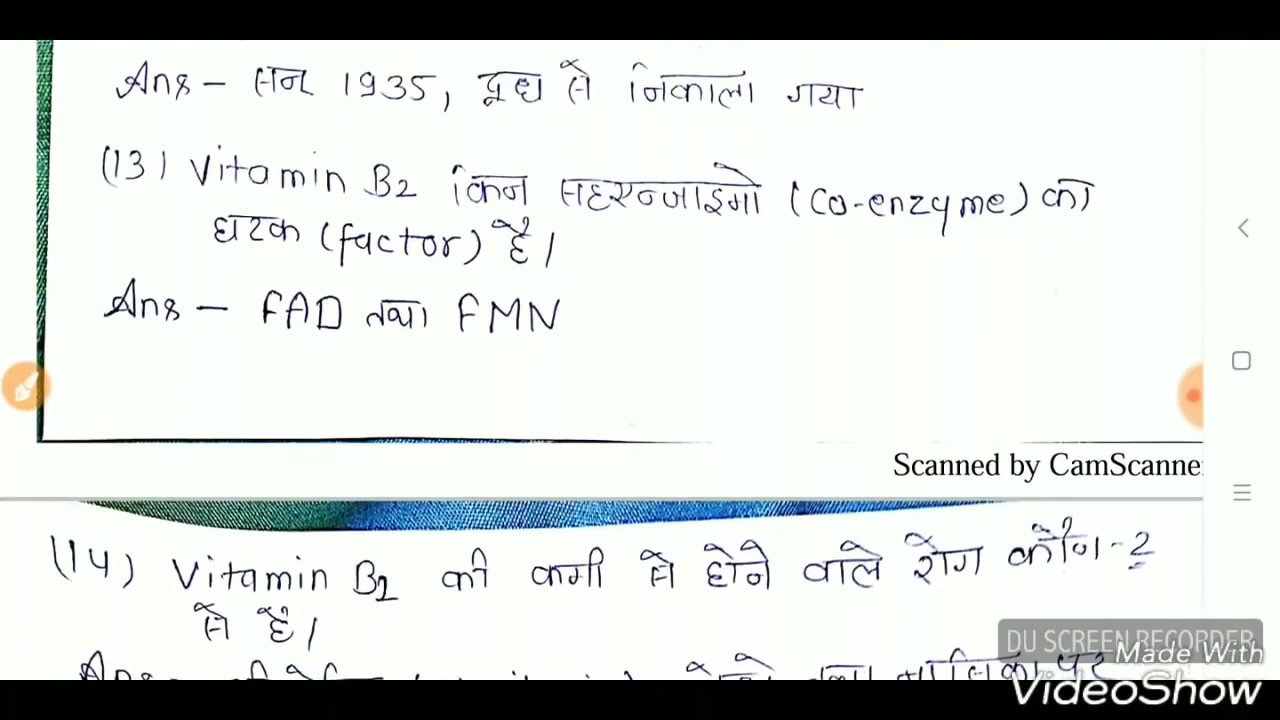 Ans - सन 1935, दूध से निकाला गया
(13) Vitamin B2 किन सहएन्जाइमो (co-enzyme) का
घटक (factor) है।
Ans - FAD तथा FMN
Scanned by CamScanne
(14) Vitamin B2 की कमी से होने वाले रोग कौन-2
से है।
DU SCREEN RECORDER
Made With
VideoShow